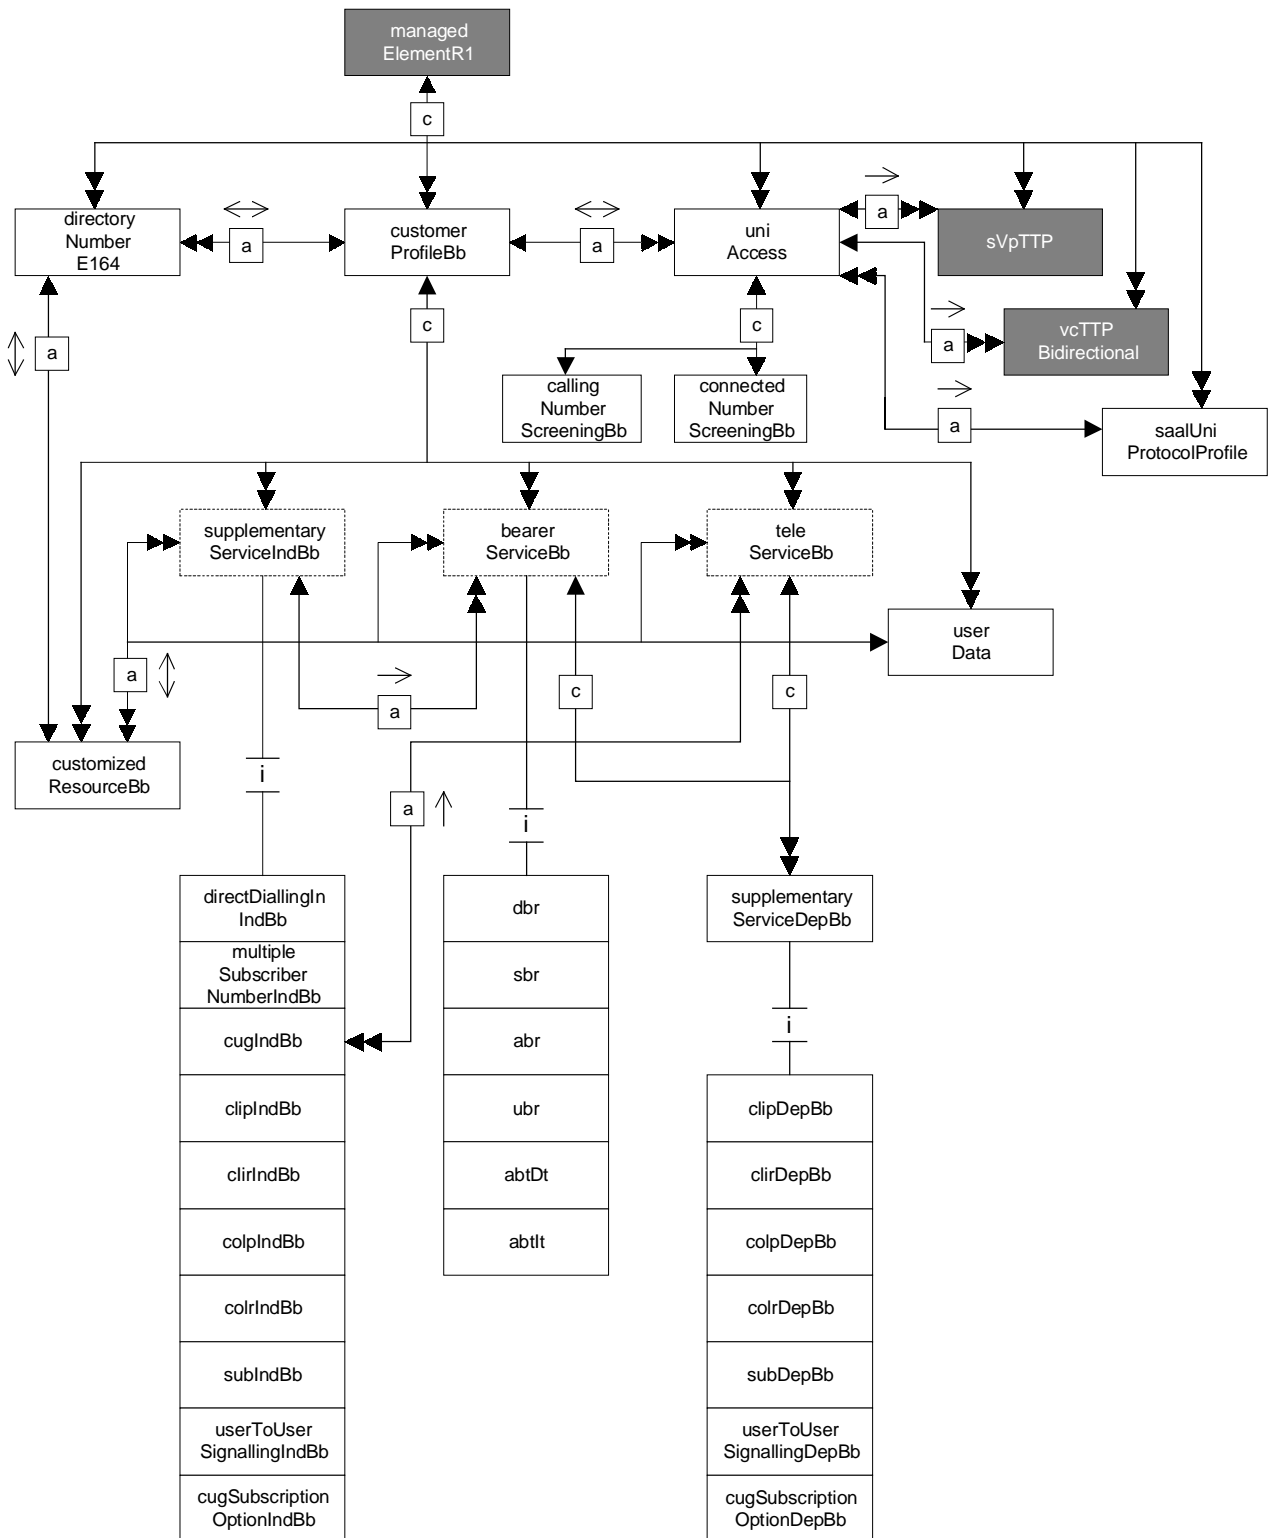 managed
ElementR1
c
directory
Number
E164
a
customer
ProfileBb
a
uni
Access
a
sVpTTP
a
c
c
a
vcTTP
Bidirectional
calling
Number
ScreeningBb
connected
Number
ScreeningBb
a
saalUni
ProtocolProfile
supplementary
ServiceIndBb
bearer
ServiceBb
tele
ServiceBb
user
Data
a
a
c
c
customized
ResourceBb
i
a
i
directDiallingIn
IndBb
multiple
Subscriber
NumberIndBb
cugIndBb
clipIndBb
clirIndBb
colpIndBb
colrIndBb
subIndBb
userToUser
SignallingIndBb
cugSubscription
OptionIndBb
dbr
sbr
abr
ubr
abtDt
abtIt
supplementary
ServiceDepBb
i
clipDepBb
clirDepBb
colpDepBb
colrDepBb
subDepBb
userToUser
SignallingDepBb
cugSubscription
OptionDepBb